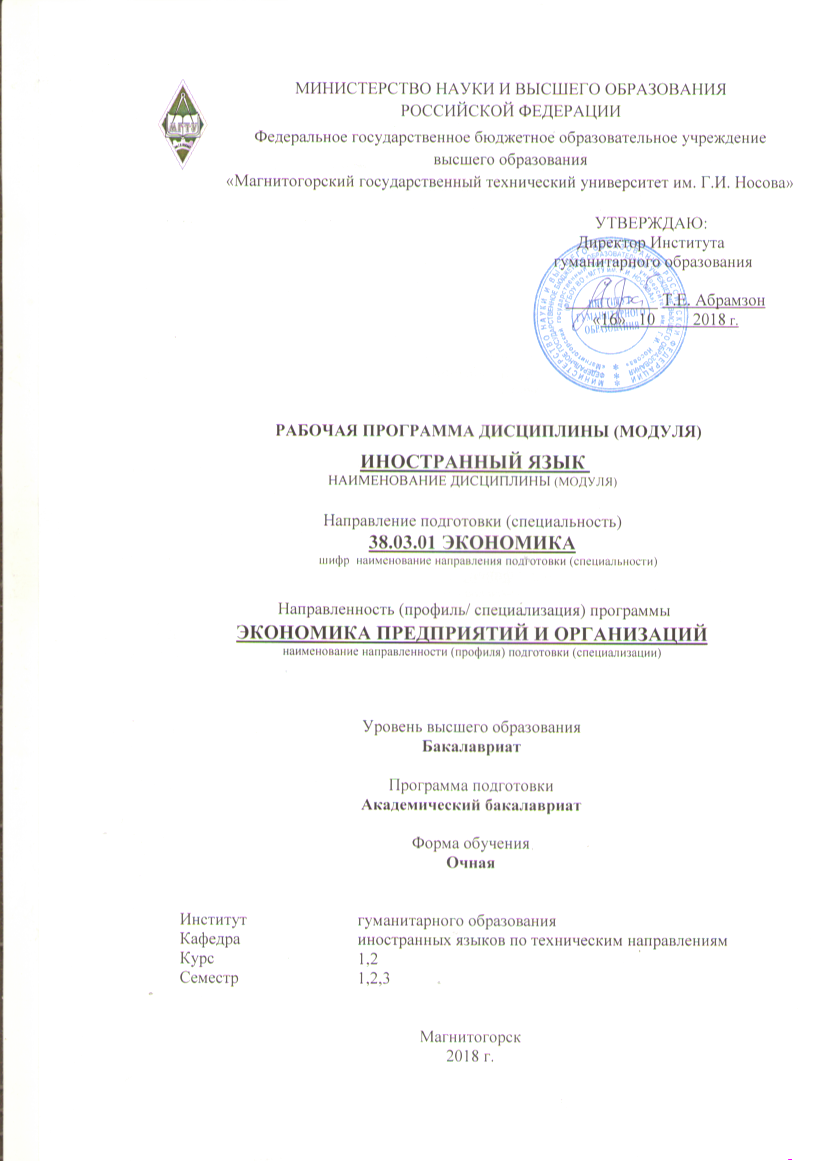 МИНИСТЕРСТВО НАУКИ И ВЫСШЕГО ОБРАЗОВАНИЯ
РОССИЙСКОЙ ФЕДЕРАЦИИ
Федеральное государственное бюджетное образовательное учреждение
высшего образования
«Магнитогорский государственный технический университет им. Г.И. Носова»
МГТУ
УТВЕРЖДАЮ:
Директор Института
гуманитарного образования
Т.Е. Абрамзон
«16» 10 2018 г.
РАБОЧАЯ ПРОГРАММА ДИСЦИПЛИНЫ (МОДУЛЯ)
ИНОСТРАННЫЙ ЯЗЫК
НАИМЕНОВАНИЕ ДИСЦИПЛИНЫ (МОДУЛЯ)
Направление подготовки (специальность)
38.03.01 ЭКОНОМИКА
шифр наименование направления подготовки (специальности)
Направленность (профиль/ специализация) программы
ЭКОНОМИКА ПРЕДПРИЯТИЙ И ОРГАНИЗАЦИЙ
наименование направленности (профиля) подготовки (специализации)
Уровень высшего образования
Бакалавриат
Программа подготовки
Академический бакалавриат
Форма обучения
Очная
Институт гуманитарного образования
Кафедра иностранных языков по техническим направлениям
Курс 1,2
Семестр 1,2,3
Магнитогорск
2018 г.